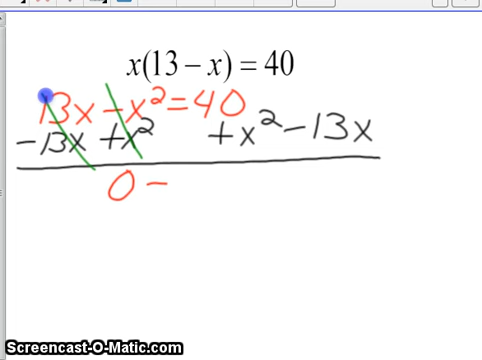 x(13 − x) = 40
13x − x² = 40
− 13x + x² + x² − 13x
0 =
Screencast-O-Matic.com